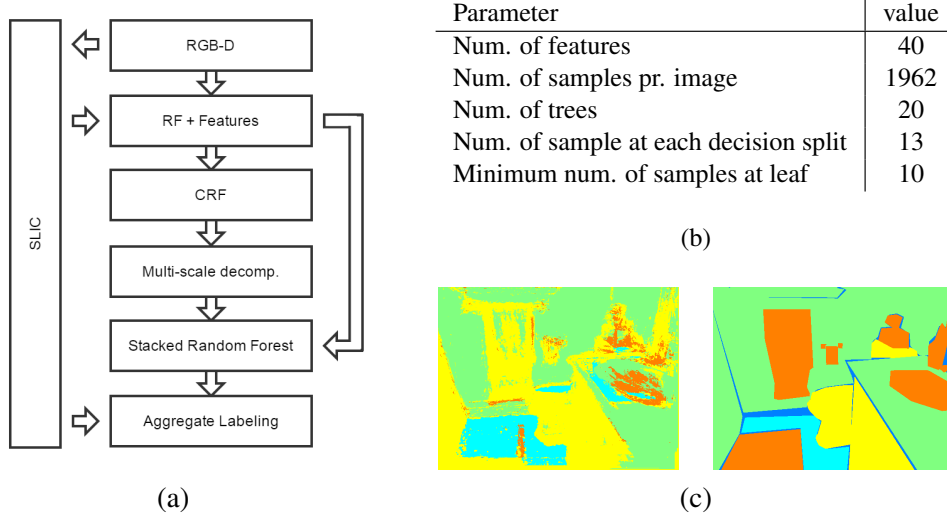 RGB-D
RF + Features
CRF
Multi-scale decomp.
Stacked Random Forest
Aggregate Labeling
SLIC
(a)
Parameter value
Num. of features 40
Num. of samples pr. image 1962
Num. of trees 20
Num. of sample at each decision split 13
Minimum num. of samples at leaf 10
(b)
(c)